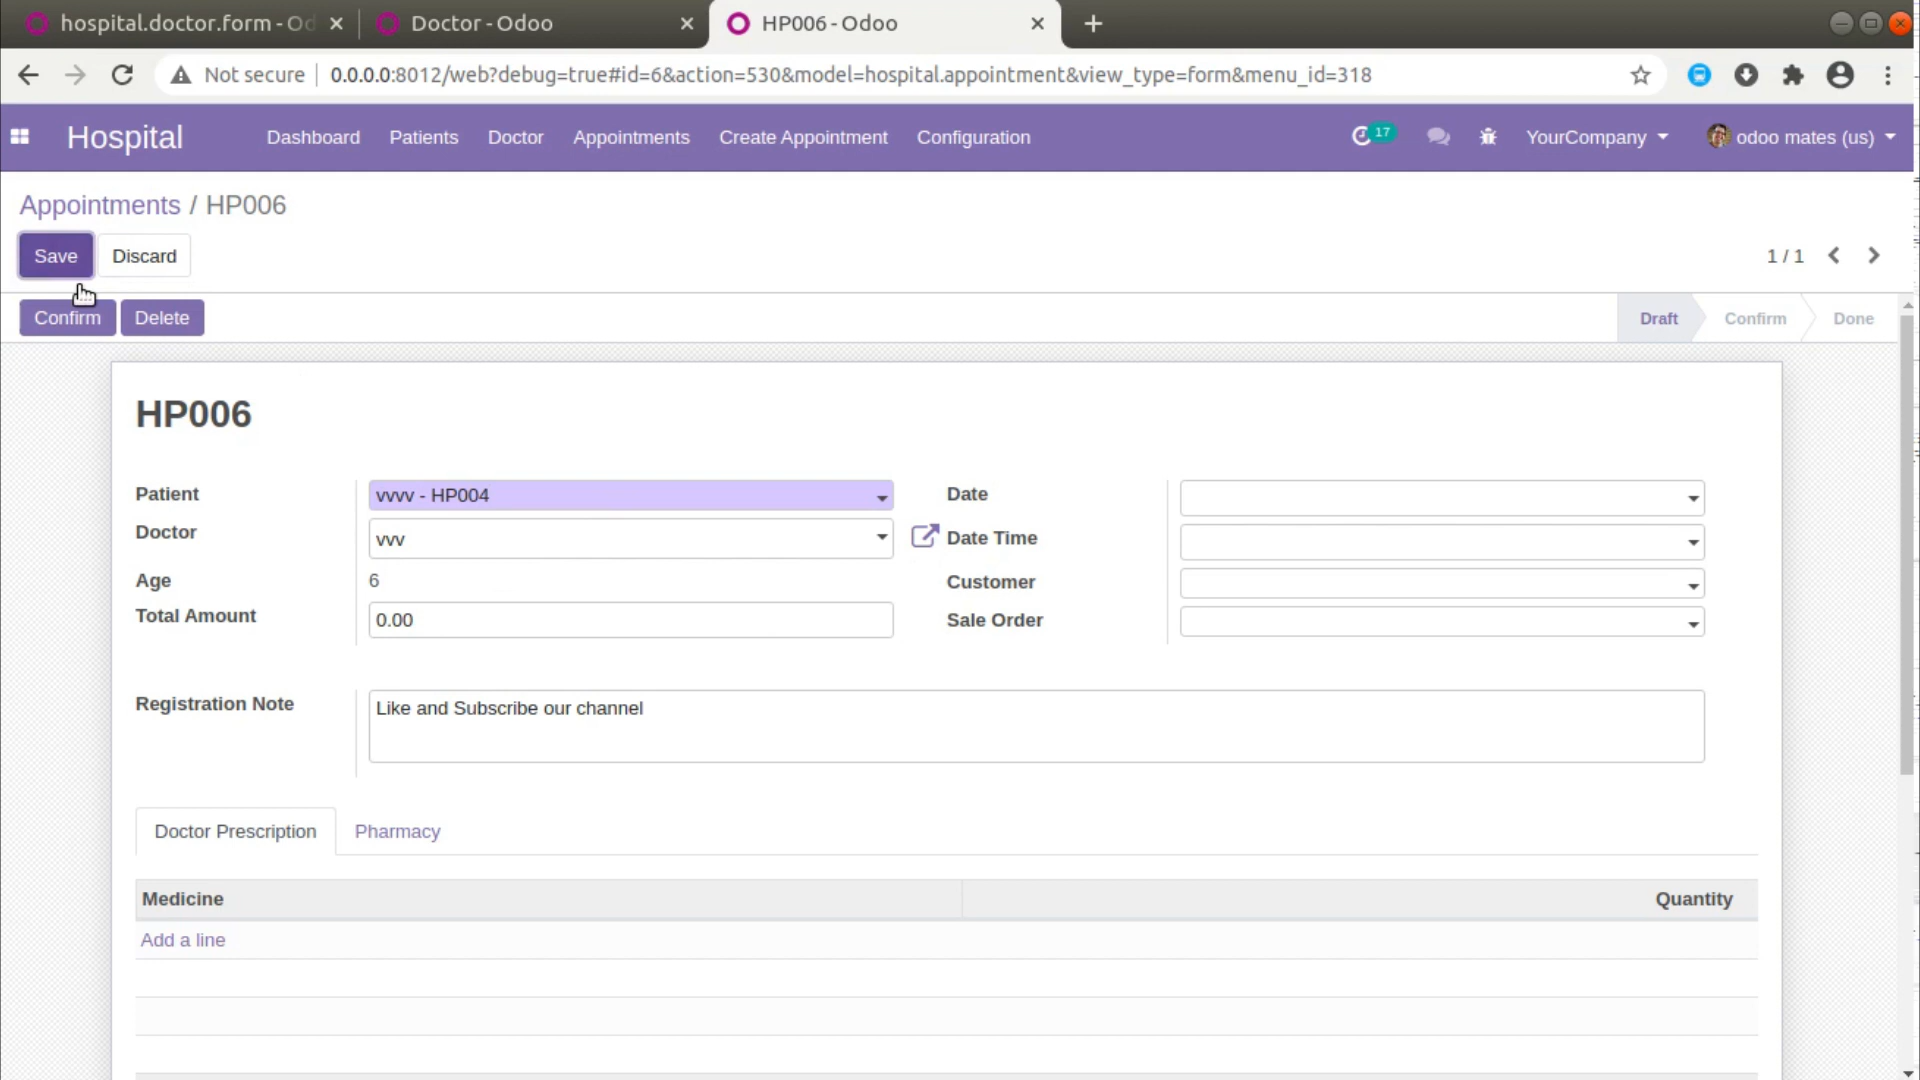 hospital.doctor.form - Od
Doctor - Odoo
HP006 - Odoo
Not secure
0.0.0.0:8012/web?debug=true#id=6&action=530&model=hospital.appointment&view_type=form&menu_id=318
Hospital Dashboard Patients Doctor Appointments Create Appointment Configuration 17 YourCompany odoo mates (us)
Appointments / HP006
Save Discard 1 / 1
Confirm Delete Draft Confirm Done
HP006
Patient vvvv - HP004 Date
Doctor vvv Date Time
Age 6 Customer
Total Amount 0.00 Sale Order
Registration Note Like and Subscribe our channel
Doctor Prescription Pharmacy
Medicine Quantity
Add a line